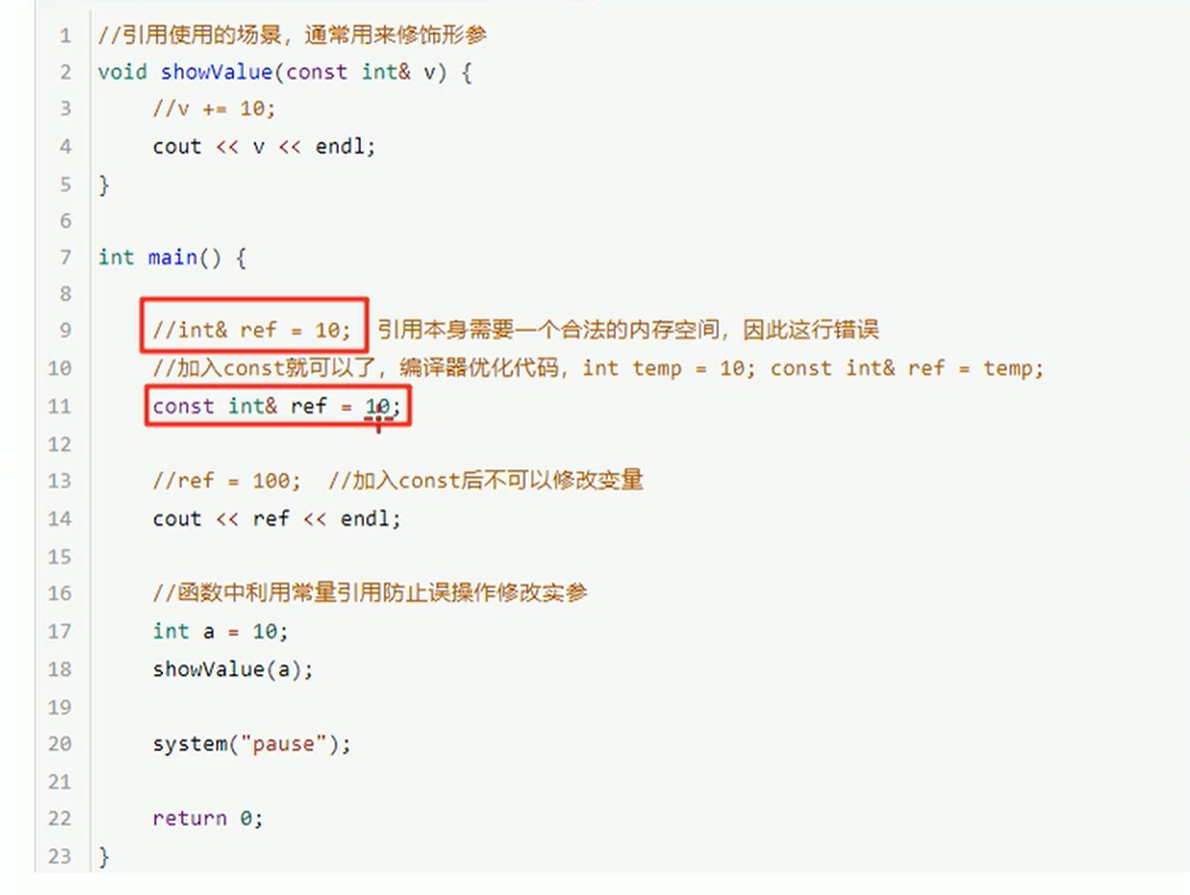 1 //引用使用的场景，通常用来修饰形参
2 void showValue(const int& v) {
3     //v += 10;
4     cout << v << endl;
5 }
6
7 int main() {
8
9     //int& ref = 10;  引用本身需要一个合法的内存空间，因此这行错误
10     //加入const就可以了，编译器优化代码，int temp = 10; const int& ref = temp;
11     const int& ref = 10;
12
13     //ref = 100;  //加入const后不可以修改变量
14     cout << ref << endl;
15
16     //函数中利用常量引用防止误操作修改实参
17     int a = 10;
18     showValue(a);
19
20     system("pause");
21
22     return 0;
23 }